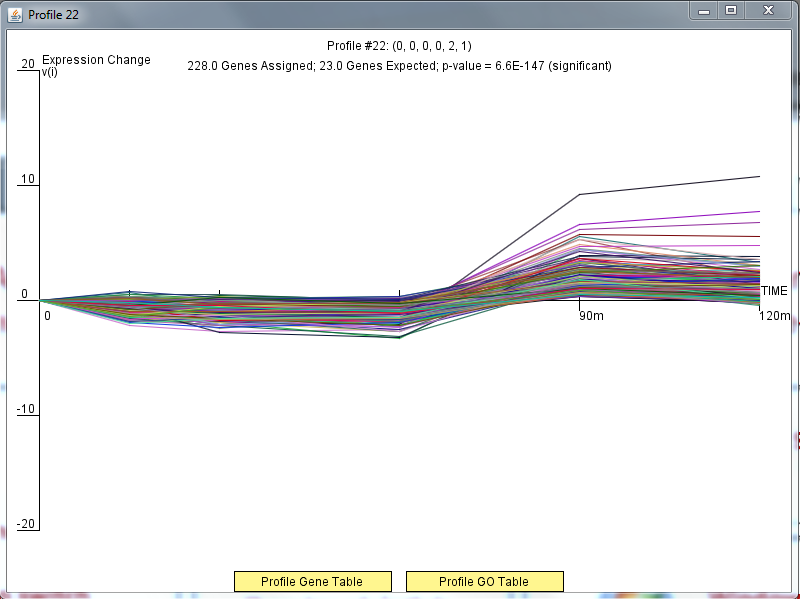 Profile 22
Profile #22: (0, 0, 0, 0, 2, 1)
228.0 Genes Assigned; 23.0 Genes Expected; p-value = 6.6E-147 (significant)
Expression Change
v(i)
20
10
0
-10
-20
TIME
0
90m
120m
Profile Gene Table
Profile GO Table